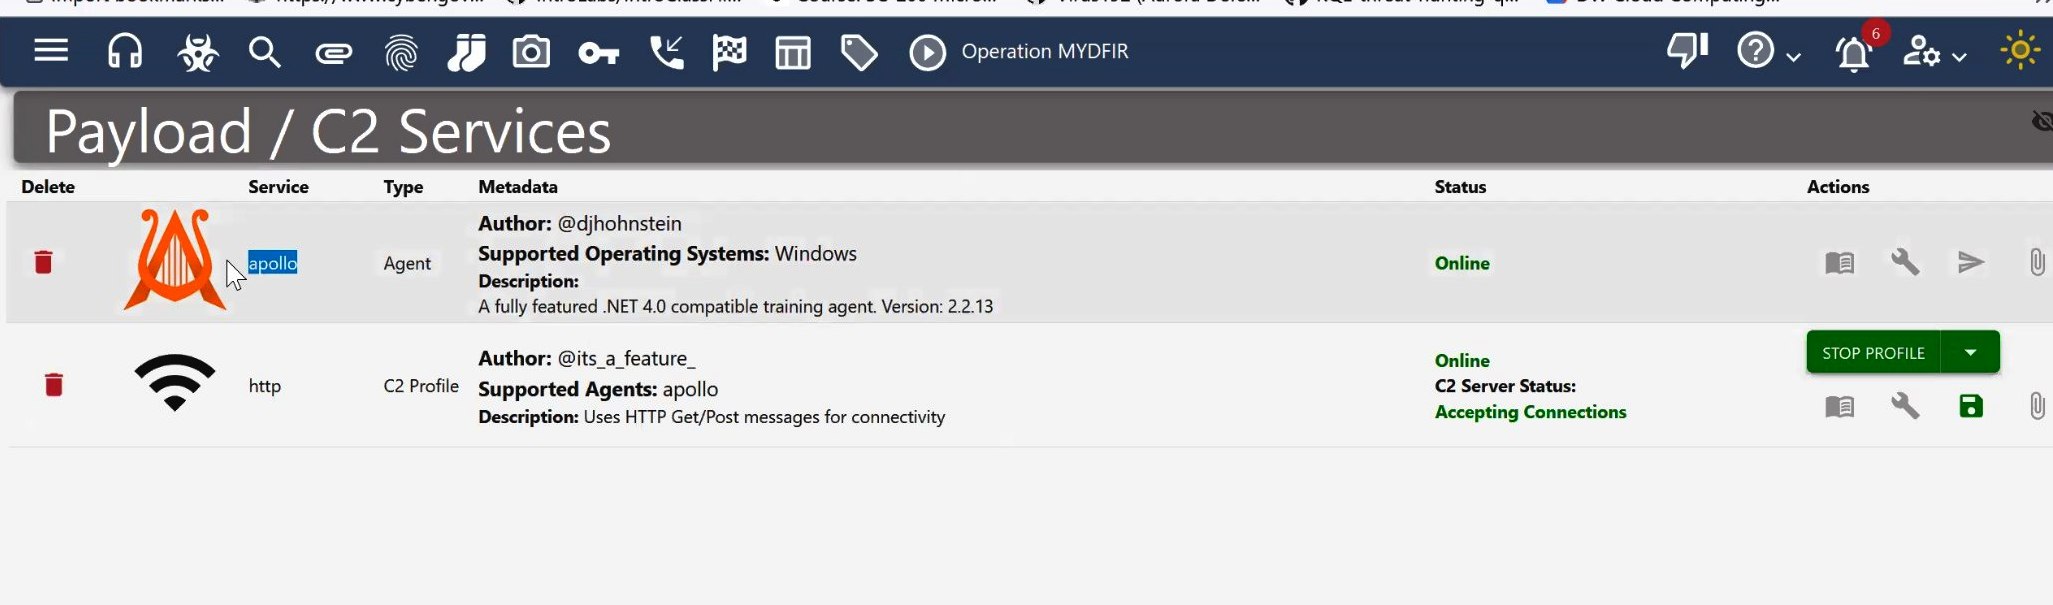 Operation MYDFIR
6
Payload / C2 Services
Delete Service Type Metadata Status Actions
Author: @djhohnstein
Supported Operating Systems: Windows
apollo Agent Online
Description:
A fully featured .NET 4.0 compatible training agent. Version: 2.2.13
STOP PROFILE
Author: @its_a_feature_ Online
http C2 Profile Supported Agents: apollo C2 Server Status:
Description: Uses HTTP Get/Post messages for connectivity Accepting Connections